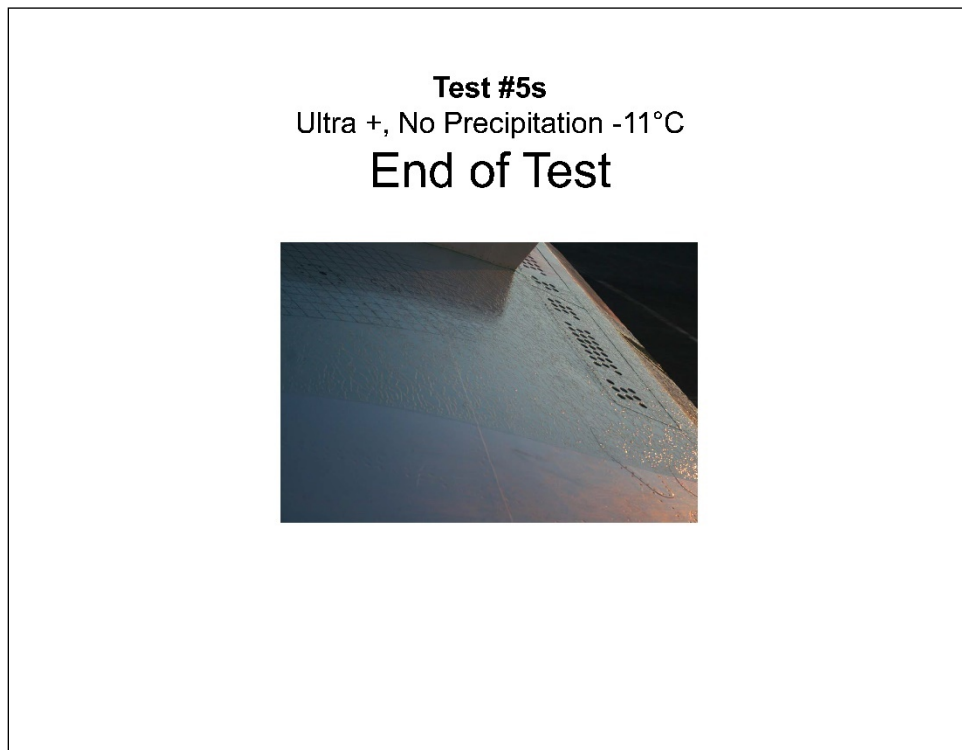 Test #5s
Ultra +, No Precipitation -11°C
End of Test